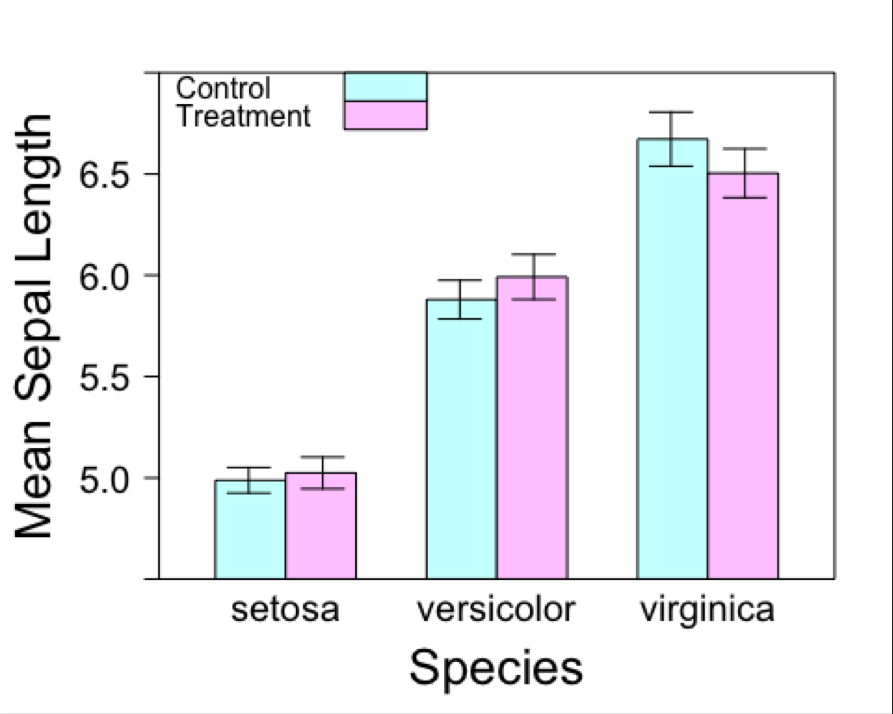 Control
Treatment
Mean Sepal Length
6.5
6.0
5.5
5.0
setosa versicolor virginica
Species